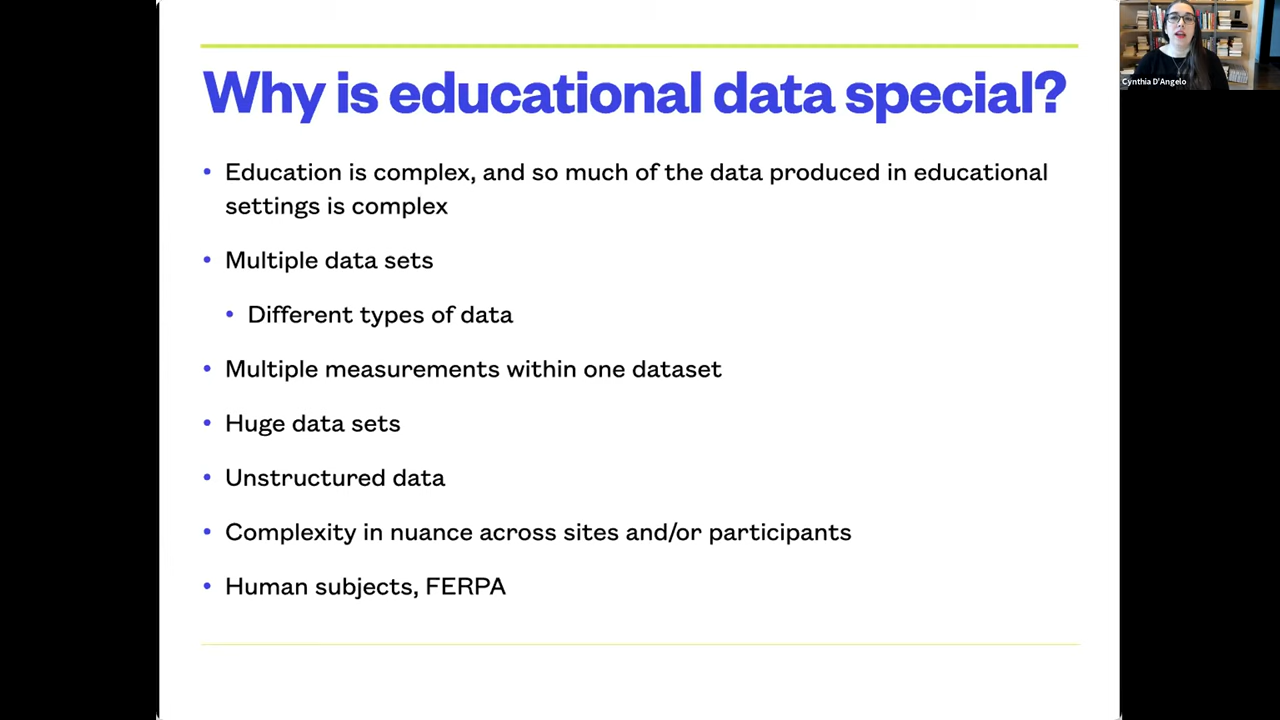 Why is educational data special?
• Education is complex, and so much of the data produced in educational
settings is complex
• Multiple data sets
• Different types of data
• Multiple measurements within one dataset
• Huge data sets
• Unstructured data
• Complexity in nuance across sites and/or participants
• Human subjects, FERPA
Cynthia D'Angelo